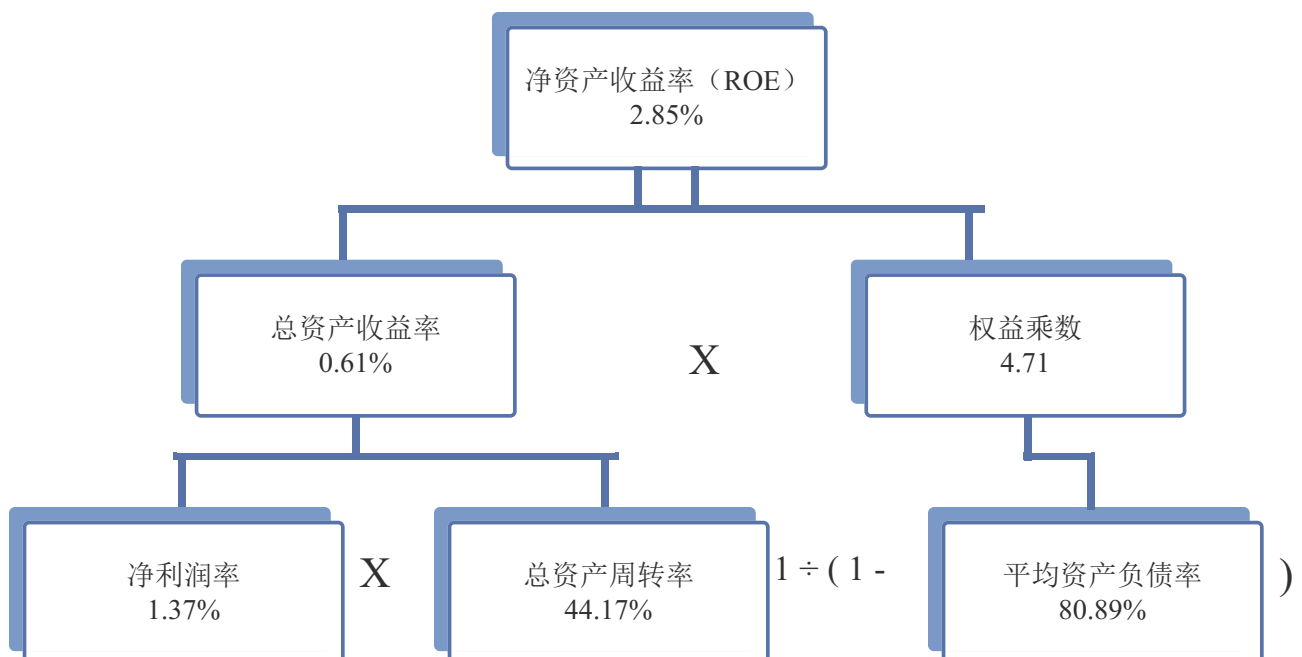 净资产收益率（ROE）
2.85%
总资产收益率
0.61%
X
权益乘数
4.71
净利润率
1.37%
X
总资产周转率
44.17%
1 ÷ ( 1 -
平均资产负债率
80.89%
)